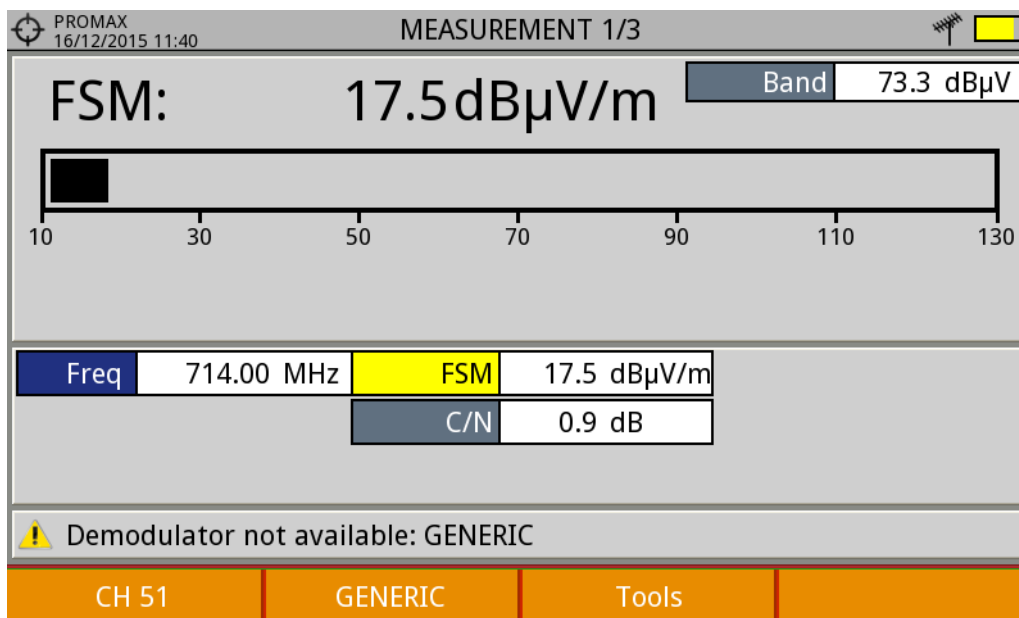 PROMAX
16/12/2015 11:40
MEASUREMENT 1/3
FSM: 17.5 dBµV/m
Band 73.3 dBµV
10 30 50 70 90 110 130
Freq 714.00 MHz FSM 17.5 dBµV/m
C/N 0.9 dB
Demodulator not available: GENERIC
CH 51 GENERIC Tools